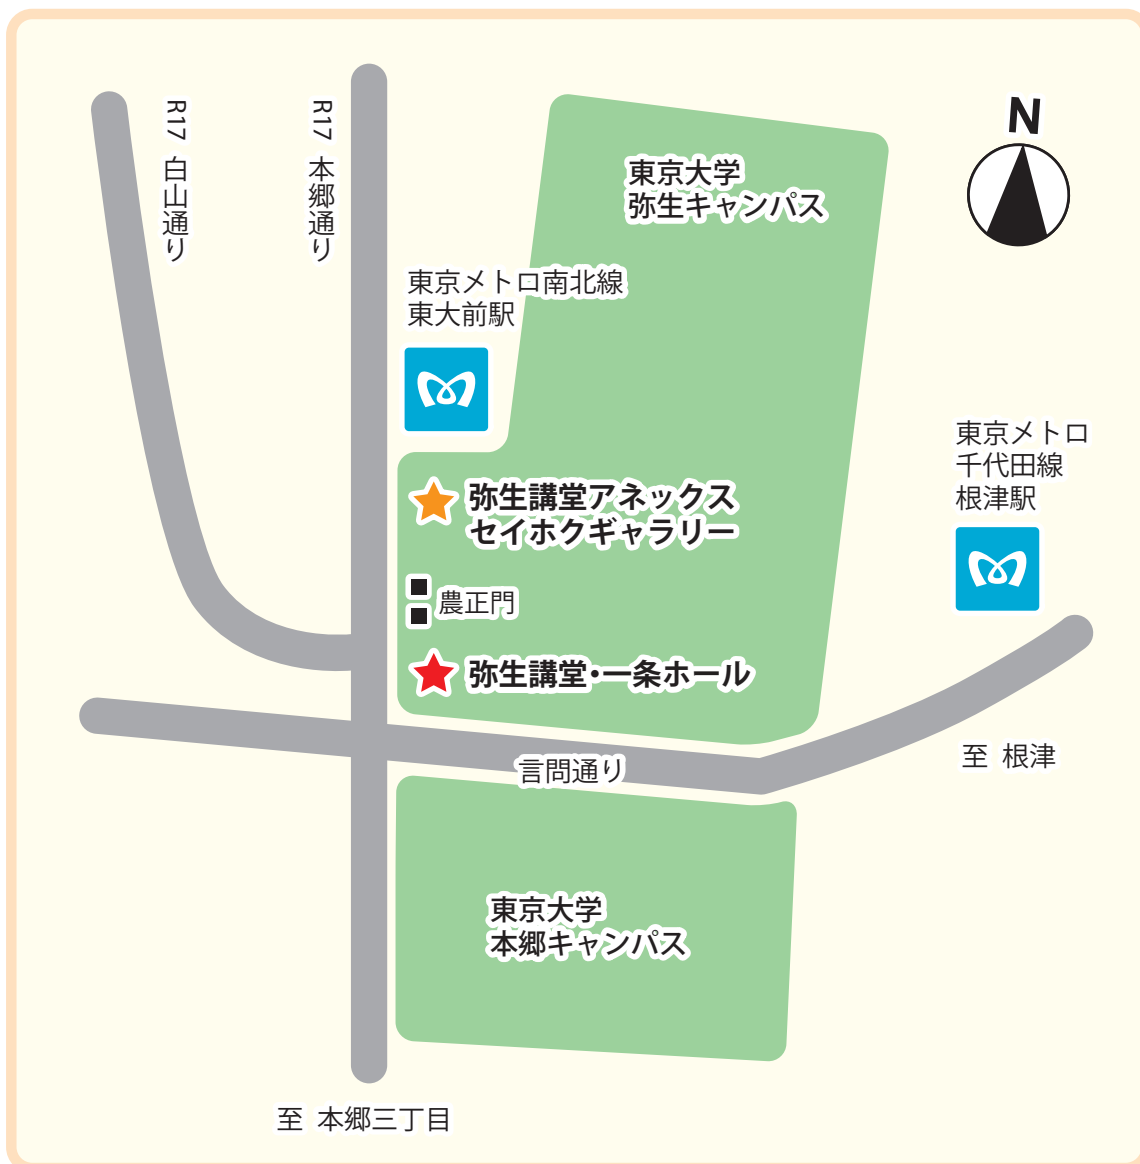 R17 白山通り
R17 本郷通り
N
東京大学
弥生キャンパス
東京メトロ南北線
東大前駅
東京メトロ
千代田線
根津駅
弥生講堂アネックス
セイホクギャラリー
農正門
弥生講堂・一条ホール
至 根津
言問通り
東京大学
本郷キャンパス
至 本郷三丁目